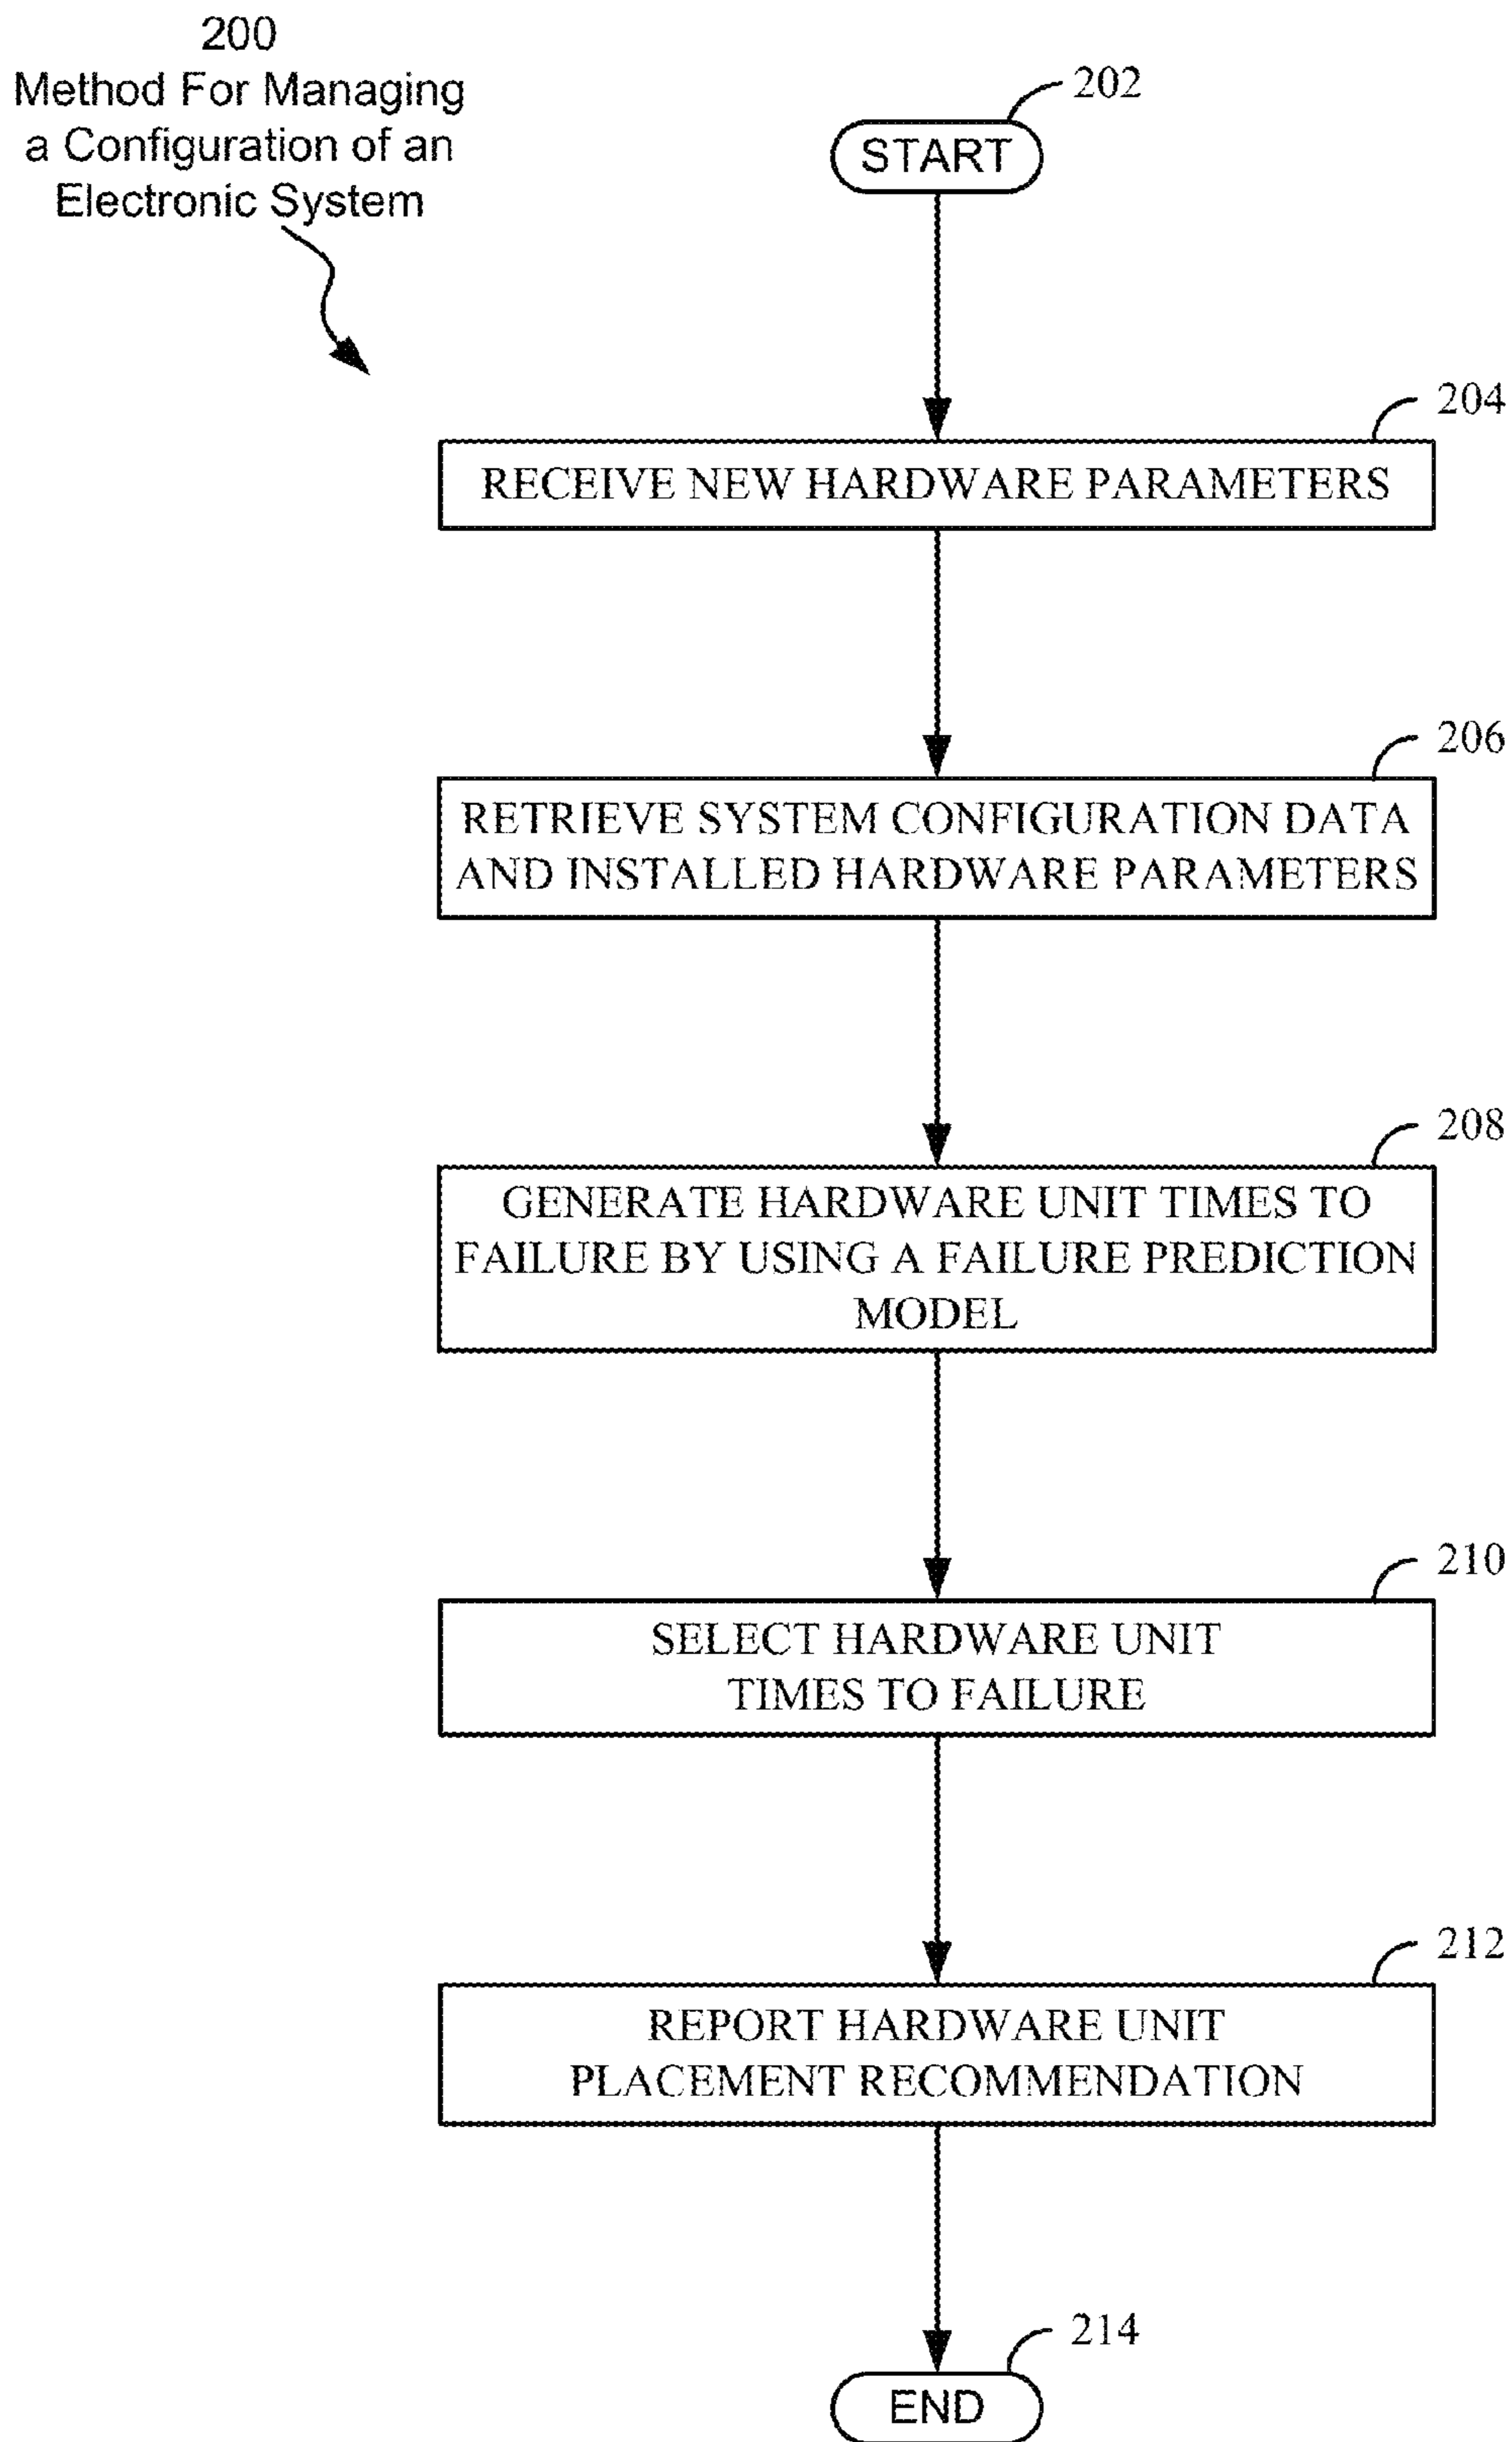 200
Method For Managing
a Configuration of an
Electronic System
202
START
204
RECEIVE NEW HARDWARE PARAMETERS
206
RETRIEVE SYSTEM CONFIGURATION DATA
AND INSTALLED HARDWARE PARAMETERS
208
GENERATE HARDWARE UNIT TIMES TO
FAILURE BY USING A FAILURE PREDICTION
MODEL
210
SELECT HARDWARE UNIT
TIMES TO FAILURE
212
REPORT HARDWARE UNIT
PLACEMENT RECOMMENDATION
214
END